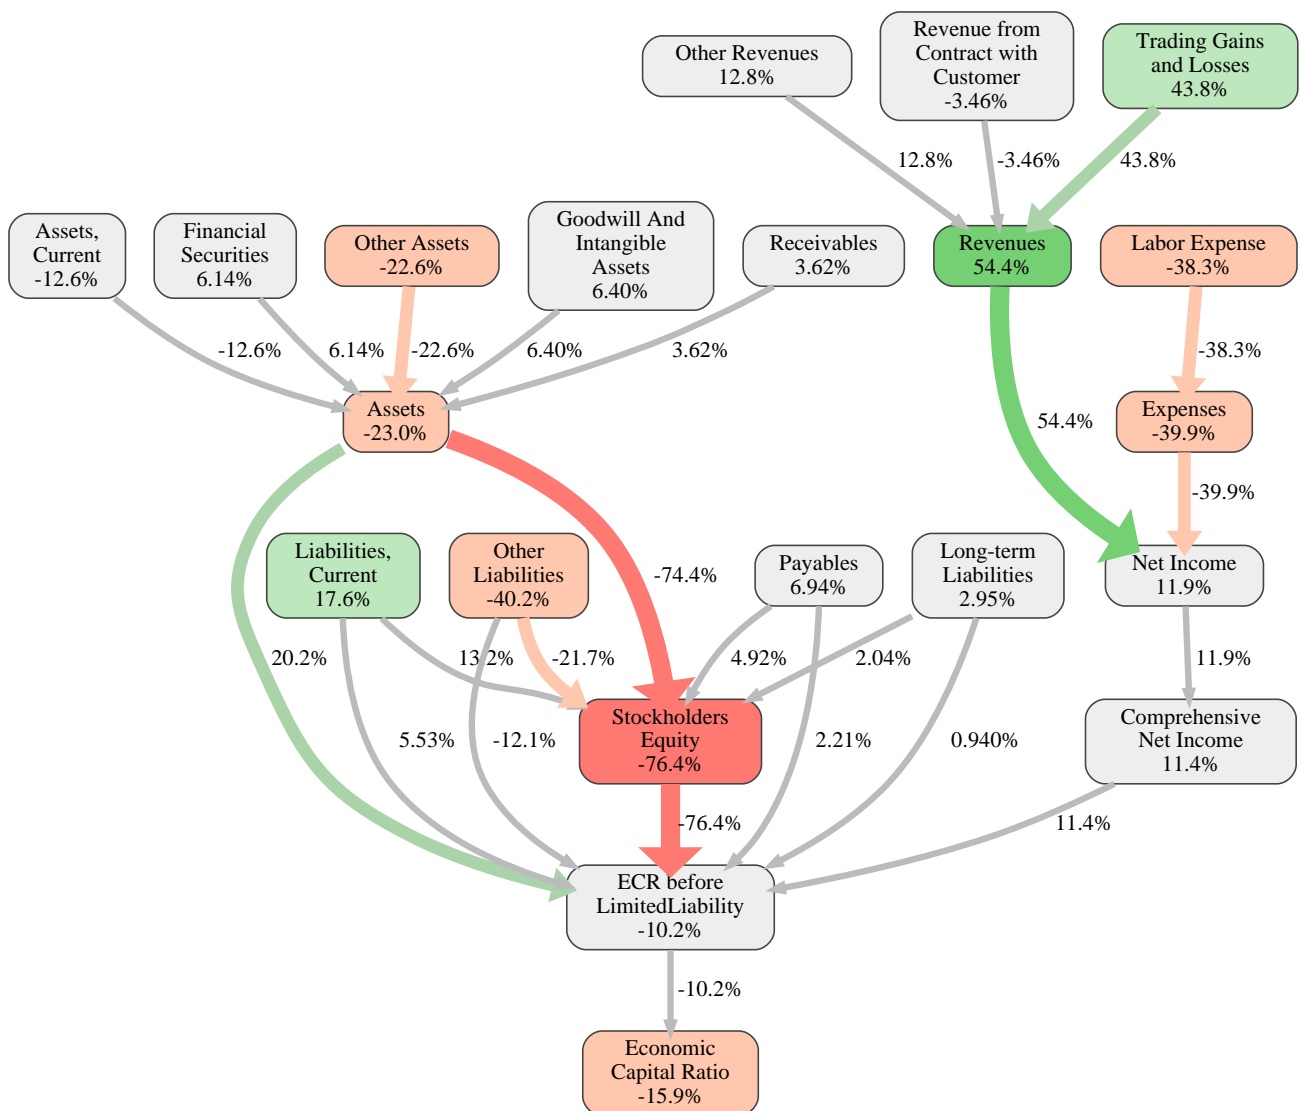 Other Revenues
12.8%
Revenue from
Contract with
Customer
-3.46%
Trading Gains
and Losses
43.8%
12.8%
-3.46%
43.8%
Assets,
Current
-12.6%
Financial
Securities
6.14%
Other Assets
-22.6%
Goodwill And
Intangible
Assets
6.40%
Receivables
3.62%
Revenues
54.4%
Labor Expense
-38.3%
-12.6%
6.14%
-22.6%
6.40%
3.62%
-38.3%
Assets
-23.0%
54.4%
Expenses
-39.9%
-39.9%
Liabilities,
Current
17.6%
Other
Liabilities
-40.2%
-74.4%
Payables
6.94%
Long-term
Liabilities
2.95%
Net Income
11.9%
20.2%
13.2%
-21.7%
4.92%
2.04%
11.9%
Stockholders
Equity
-76.4%
5.53%
-12.1%
2.21%
0.940%
Comprehensive
Net Income
11.4%
-76.4%
11.4%
ECR before
LimitedLiability
-10.2%
-10.2%
Economic
Capital Ratio
-15.9%